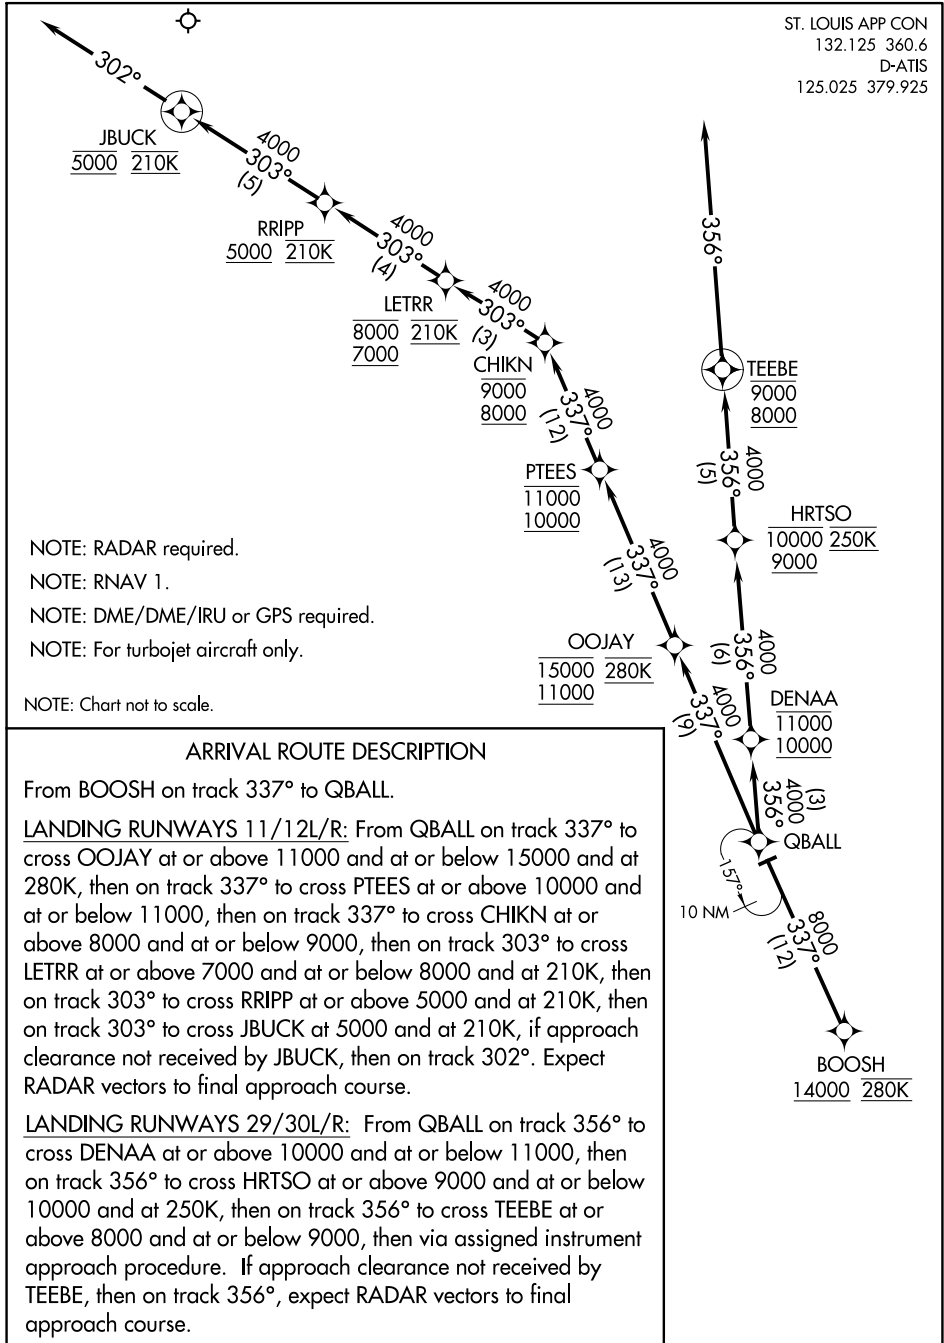 ST. LOUIS APP CON
132.125 360.6
D-ATIS
125.025 379.925
302°
JBUCK
5000 210K
4000
303°
(5)
RRIPP
5000 210K
4000
303°
(4)
LETRR
8000 210K
7000
4000
303°
(3)
CHIKN
9000
8000
4000
337°
(12)
PTEES
11000
10000
4000
337°
(13)
OOJAY
15000 280K
11000
4000
337°
(9)
356°
TEEBE
9000
8000
4000
356°
(5)
HRTSO
10000 250K
9000
4000
356°
(6)
DENAA
11000
10000
(3)
4000
356°
QBALL
157°
10 NM
8000
337°
(12)
BOOSH
14000 280K
NOTE: RADAR required.
NOTE: RNAV 1.
NOTE: DME/DME/IRU or GPS required.
NOTE: For turbojet aircraft only.
NOTE: Chart not to scale.
ARRIVAL ROUTE DESCRIPTION
From BOOSH on track 337° to QBALL.
LANDING RUNWAYS 11/12L/R: From QBALL on track 337° to
cross OOJAY at or above 11000 and at or below 15000 and at
280K, then on track 337° to cross PTEES at or above 10000 and
at or below 11000, then on track 337° to cross CHIKN at or
above 8000 and at or below 9000, then on track 303° to cross
LETRR at or above 7000 and at or below 8000 and at 210K, then
on track 303° to cross RRIPP at or above 5000 and at 210K, then
on track 303° to cross JBUCK at 5000 and at 210K, if approach
clearance not received by JBUCK, then on track 302°. Expect
RADAR vectors to final approach course.
LANDING RUNWAYS 29/30L/R: From QBALL on track 356° to
cross DENAA at or above 10000 and at or below 11000, then
on track 356° to cross HRTSO at or above 9000 and at or below
10000 and at 250K, then on track 356° to cross TEEBE at or
above 8000 and at or below 9000, then via assigned instrument
approach procedure. If approach clearance not received by
TEEBE, then on track 356°, expect RADAR vectors to final
approach course.